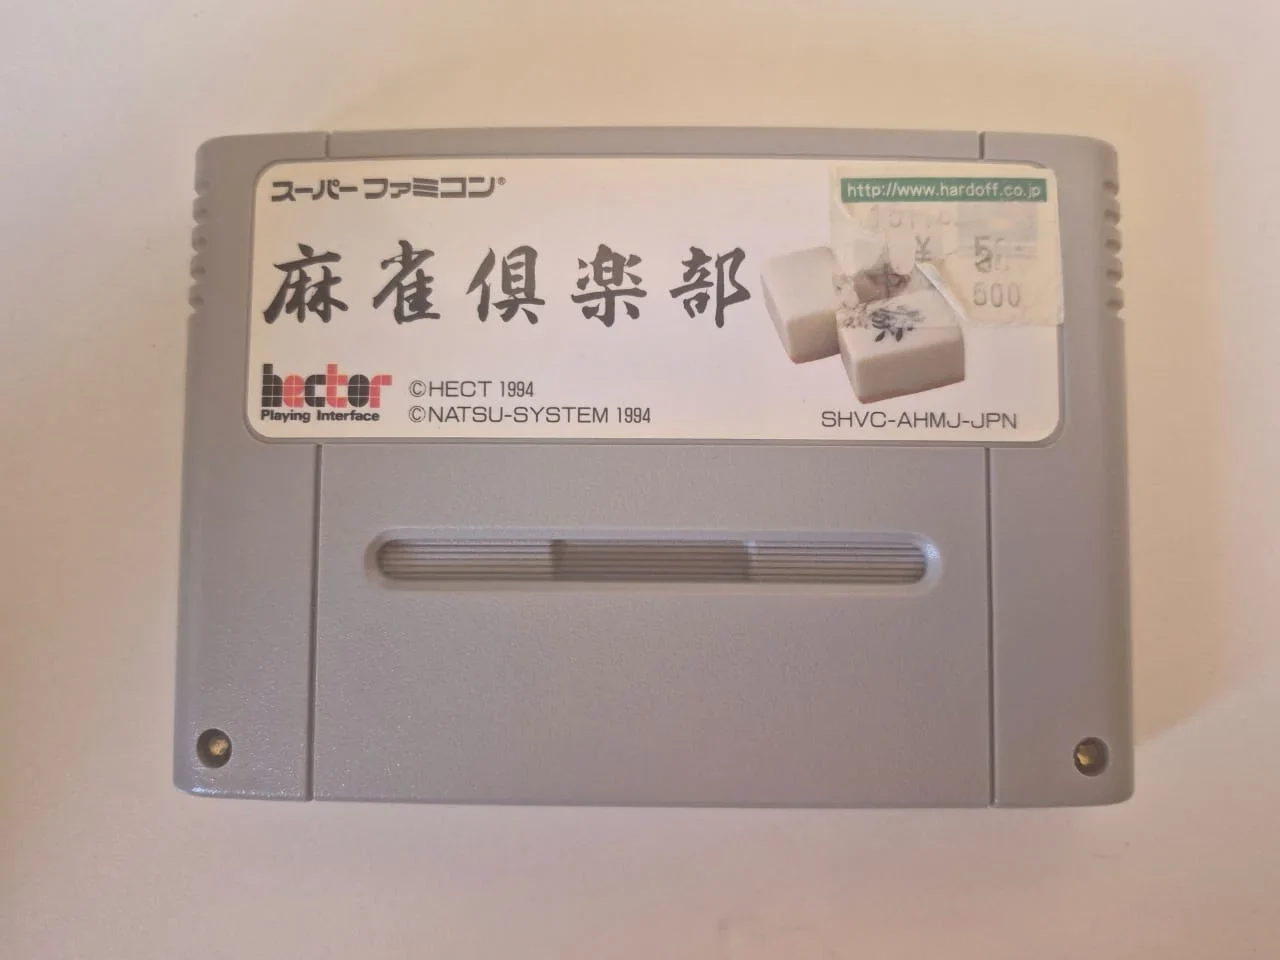 スーパーファミコン®
http://www.hardoff.co.jp
¥
500
麻雀倶楽部
hector
Playing Interface
©HECT 1994
©NATSU-SYSTEM 1994
SHVC-AHMJ-JPN